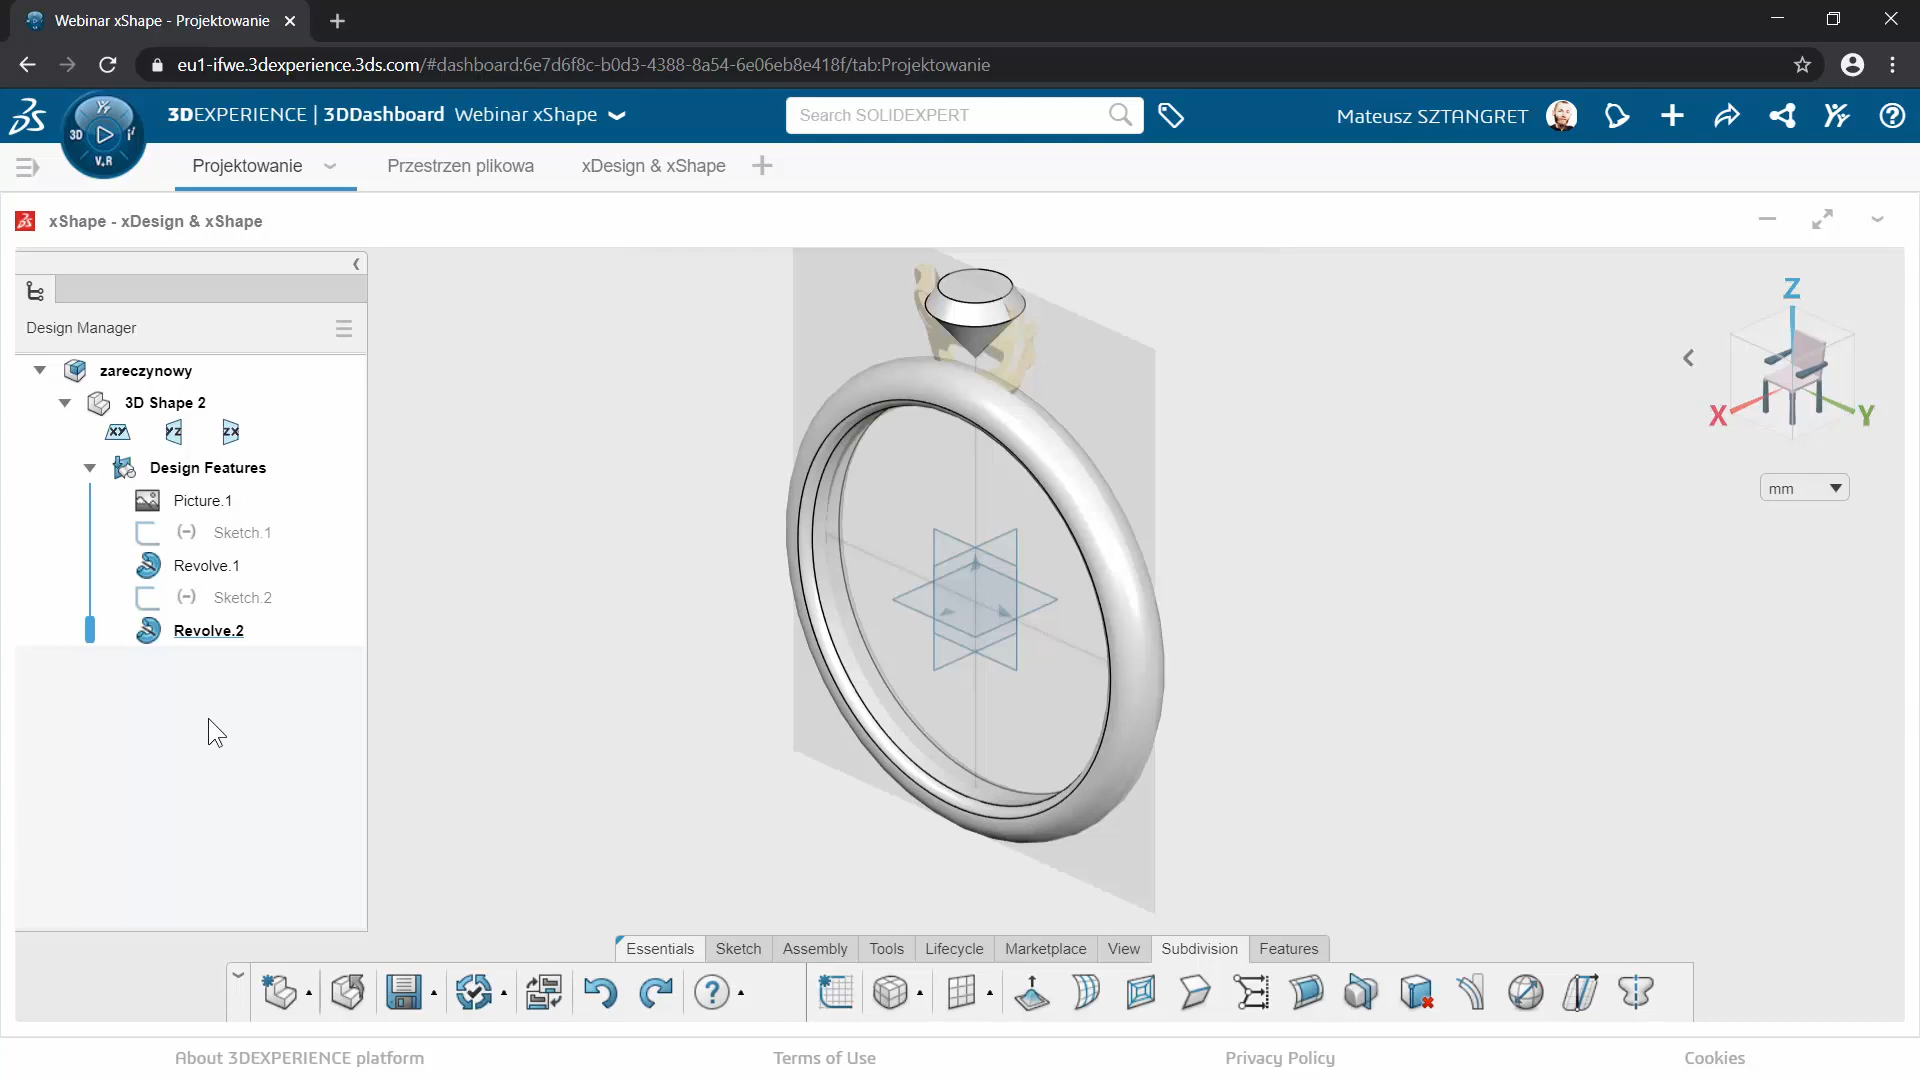 Webinar xShape - Projektowanie
eu1-ifwe.3dexperience.3ds.com/#dashboard:6e7d6f8c-b0d3-4388-8a54-6e06eb8e418f/tab:Projektowanie
3DEXPERIENCE | 3DDashboard Webinar xShape
Search SOLIDEXPERT
Mateusz SZTANGRET
3D
V.R
Projektowanie
Przestrzen plikowa
xDesign & xShape
xShape - xDesign & xShape
Design Manager
zareczynowy
3D Shape 2
XY YZ ZX
Design Features
Picture.1
(-) Sketch.1
Revolve.1
(-) Sketch.2
Revolve.2
Z
X
Y
mm
Essentials Sketch Assembly Tools Lifecycle Marketplace View Subdivision Features
?
About 3DEXPERIENCE platform
Terms of Use
Privacy Policy
Cookies